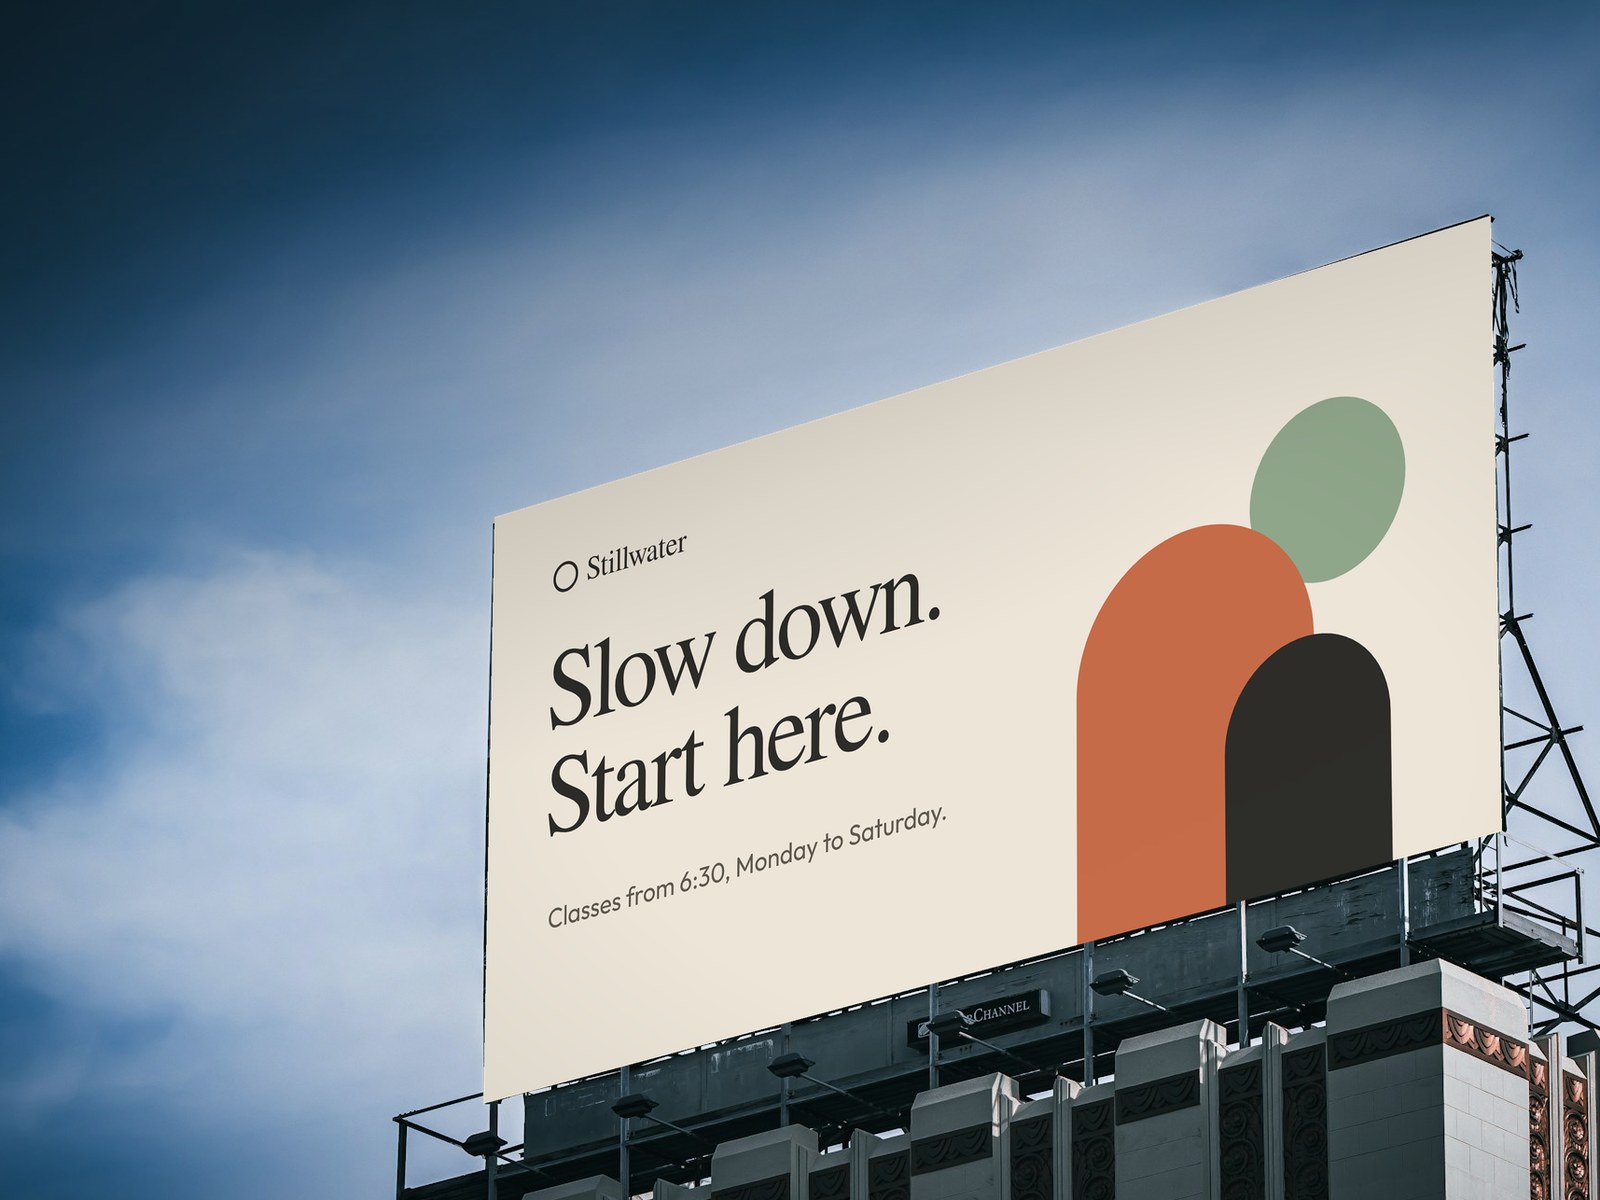 Stillwater
Slow down.
Start here.
Classes from 6:30, Monday to Saturday.
Channel